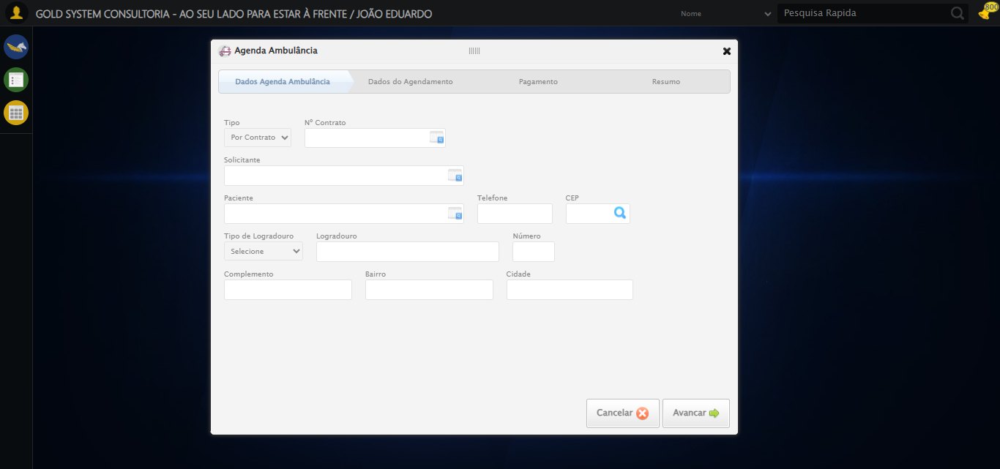 GOLD SYSTEM CONSULTORIA - AO SEU LADO PARA ESTAR À FRENTE / JOÃO EDUARDO
Nome
Pesquisa Rapida
800
Agenda Ambulância
Dados Agenda Ambulância
Dados do Agendamento
Pagamento
Resumo
Tipo
Nº Contrato
Por Contrato
Solicitante
Paciente
Telefone
CEP
Tipo de Logradouro
Logradouro
Número
Selecione
Complemento
Bairro
Cidade
Cancelar
Avancar